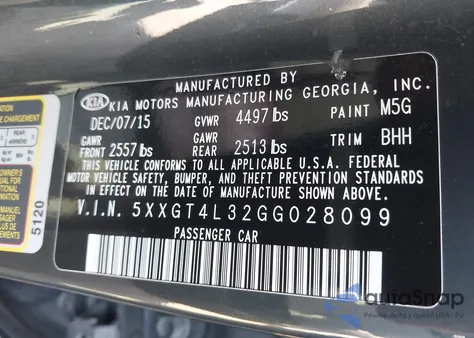 MANUFACTURED BY
KIA KIA MOTORS MANUFACTURING GEORGIA, INC.
DEC/07/15 GVWR 4497 lbs PAINT M5G
GAWR FRONT 2557 lbs GAWR REAR 2513 lbs TRIM BHH
THIS VEHICLE CONFORMS TO ALL APPLICABLE U.S.A. FEDERAL
MOTOR VEHICLE SAFETY, BUMPER, AND THEFT PREVENTION STANDARDS
IN EFFECT ON THE DATE OF MANUFACTURE SHOWN ABOVE.
V.I.N. 5XXGT4L32GG028099
PASSENGER CAR
5120
autoSnap